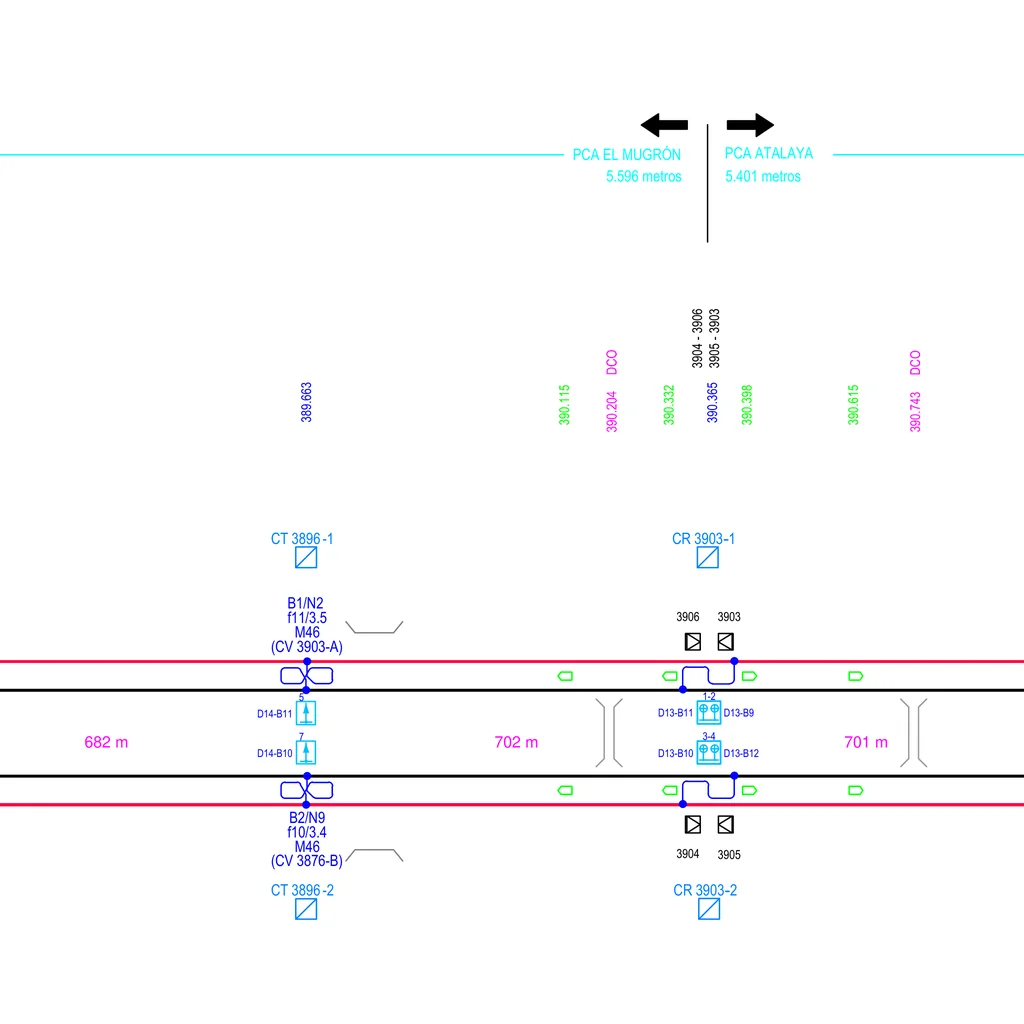 PCA EL MUGRÓN
5.596 metros
PCA ATALAYA
5.401 metros
3904 - 3906
3905 - 3903
389.663
390.115
390.204 DCO
390.332
390.365
390.398
390.615
390.743 DCO
CT 3896-1
CR 3903-1
B1/N2
f11/3.5
M46
(CV 3903-A)
3906
3903
5
D14-B11
1-2
D13-B11
D13-B9
682 m
702 m
701 m
7
D14-B10
3-4
D13-B10
D13-B12
B2/N9
f10/3.4
M46
(CV 3876-B)
3904
3905
CT 3896-2
CR 3903-2